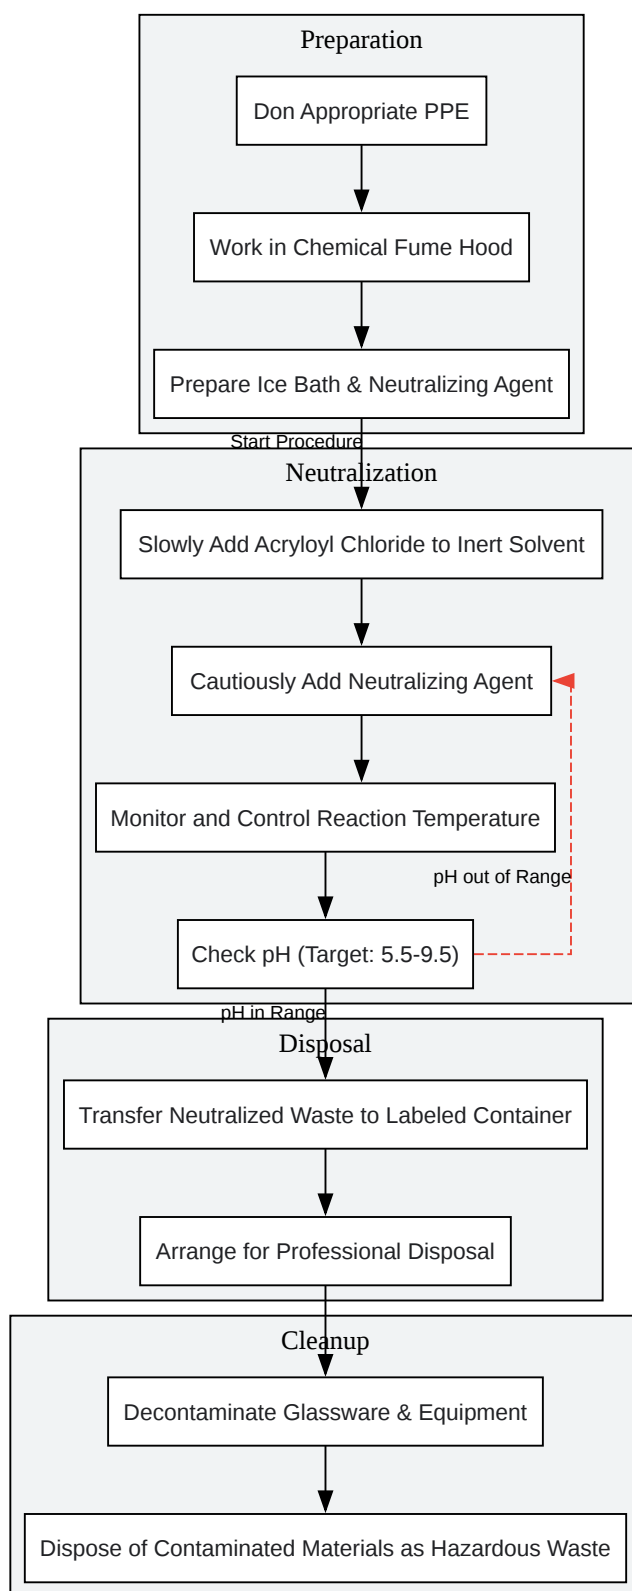 Preparation
Don Appropriate PPE
Work in Chemical Fume Hood
Prepare Ice Bath & Neutralizing Agent
Start Procedure
Neutralization
Slowly Add Acryloyl Chloride to Inert Solvent
Cautiously Add Neutralizing Agent
Monitor and Control Reaction Temperature
pH out of Range
Check pH (Target: 5.5-9.5)
pH in Range
Disposal
Transfer Neutralized Waste to Labeled Container
Arrange for Professional Disposal
Cleanup
Decontaminate Glassware & Equipment
Dispose of Contaminated Materials as Hazardous Waste